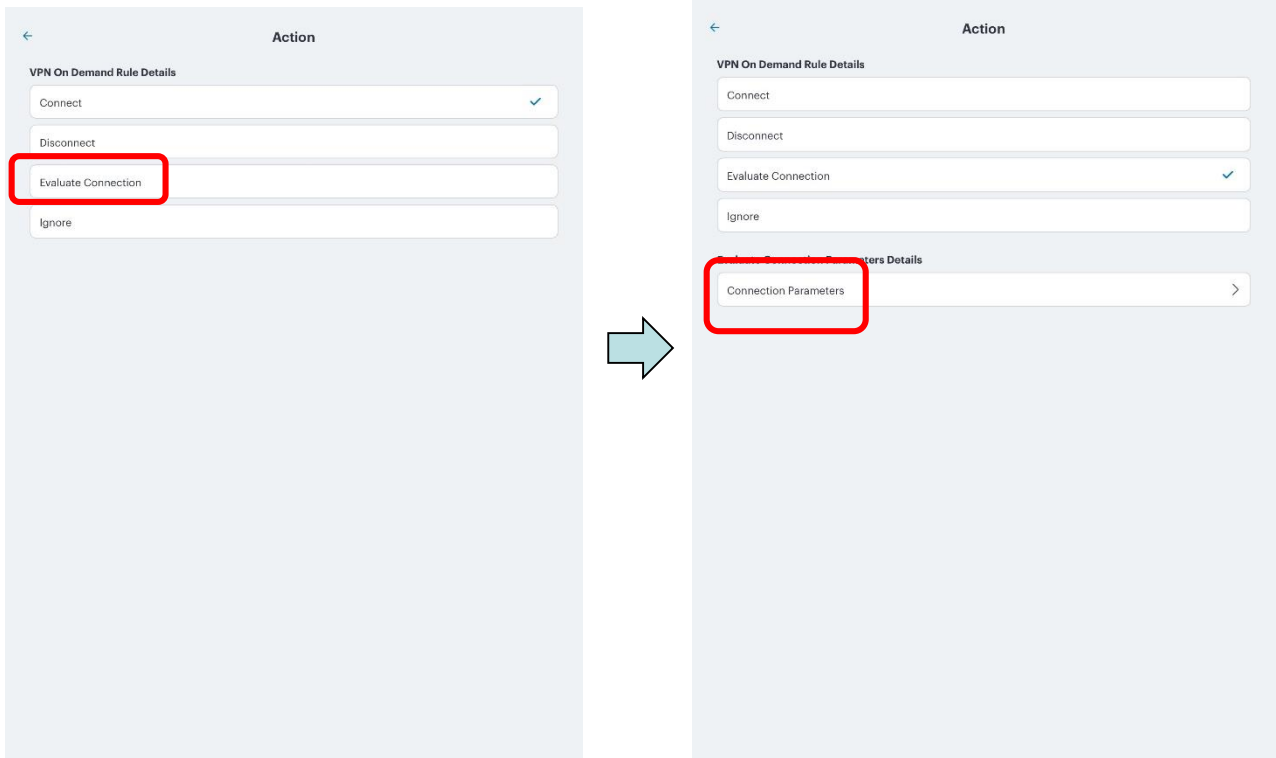 Action
VPN On Demand Rule Details
Connect
Disconnect
Evaluate Connection
Ignore
Action
VPN On Demand Rule Details
Connect
Disconnect
Evaluate Connection
Ignore
Evaluate Connection Parameters Details
Connection Parameters